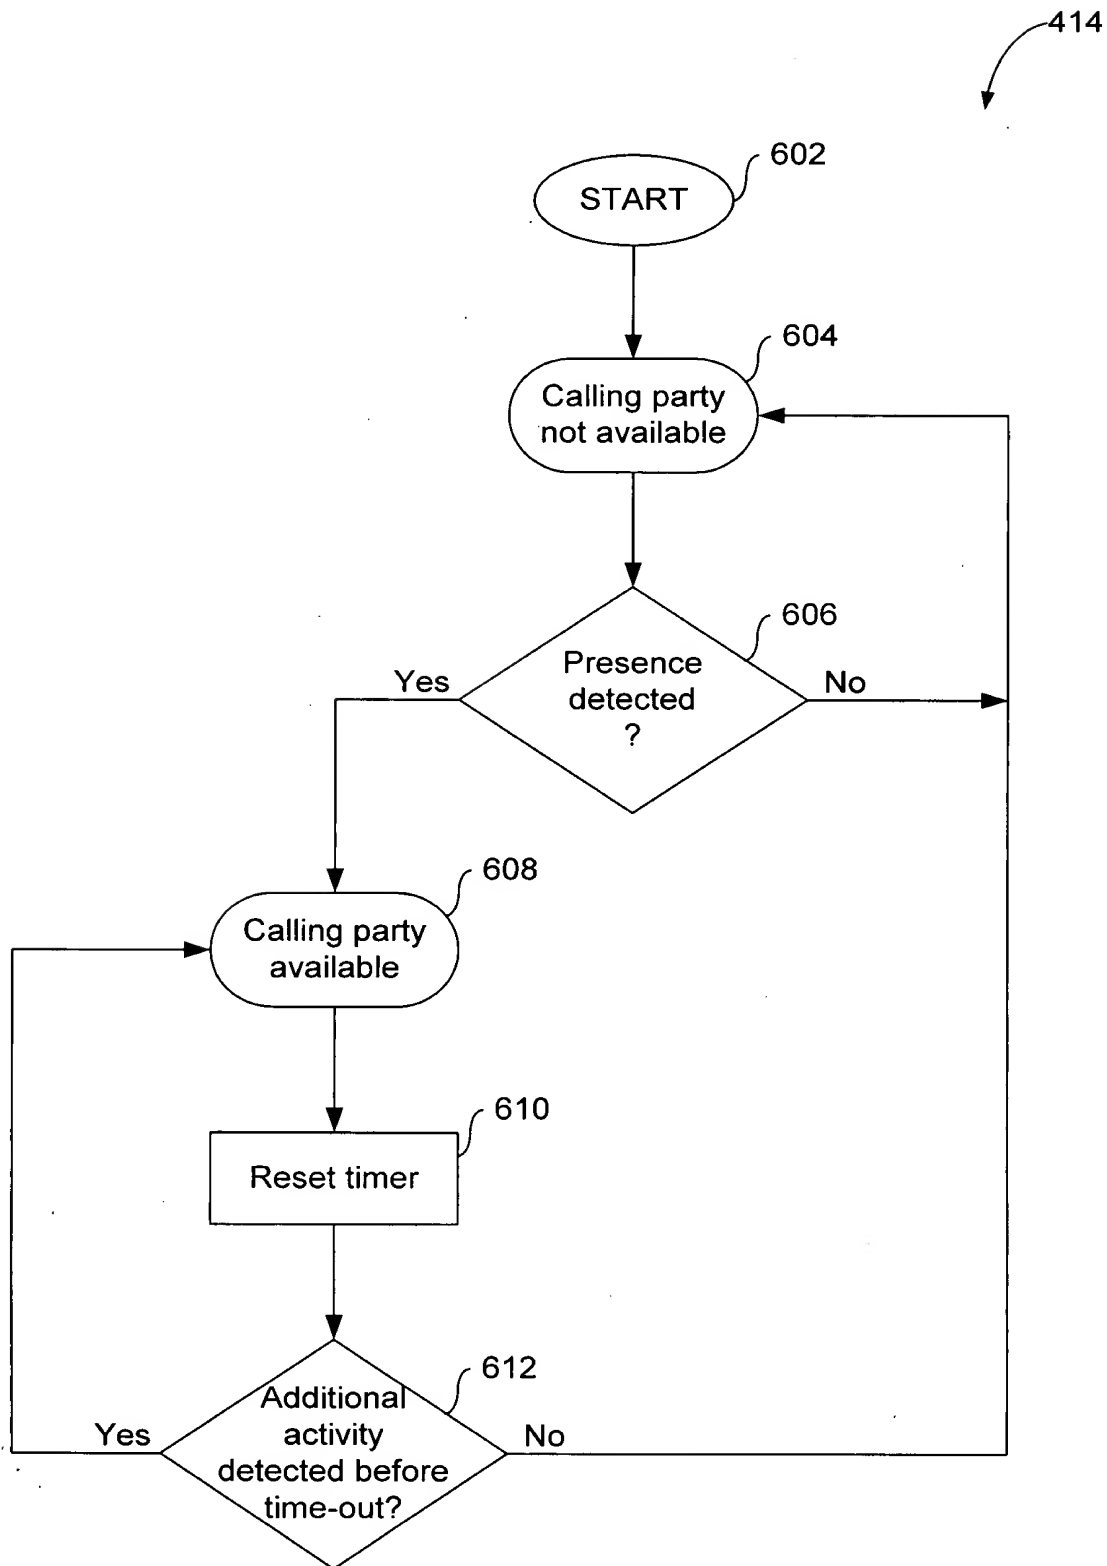 414
602
START
604
Calling party
not available
606
Presence
detected
?
Yes
No
608
Calling party
available
610
Reset timer
612
Additional
activity
detected before
time-out?
Yes
No